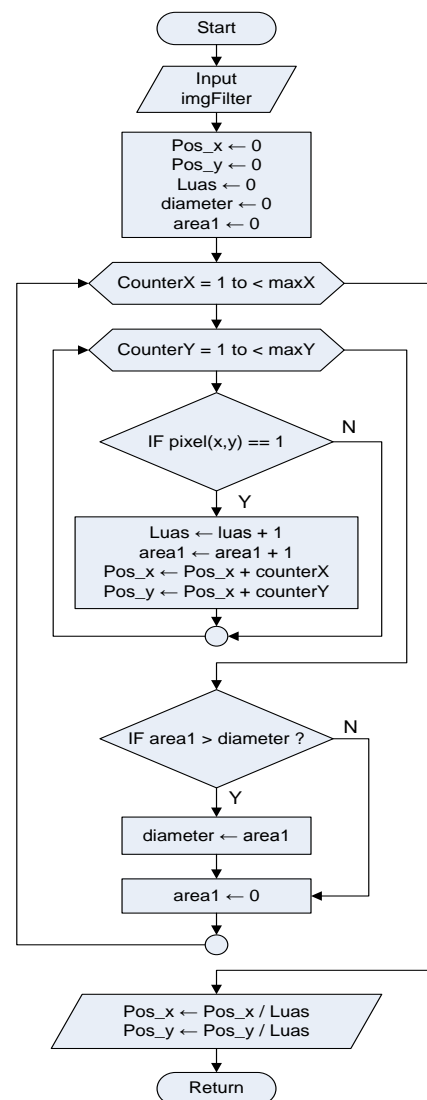 Start
Input
imgFilter
Pos_x ← 0
Pos_y ← 0
Luas ← 0
diameter ← 0
area1 ← 0
CounterX = 1 to < maxX
CounterY = 1 to < maxY
IF pixel(x,y) == 1
N
Y
Luas ← luas + 1
area1 ← area1 + 1
Pos_x ← Pos_x + counterX
Pos_y ← Pos_x + counterY
IF area1 > diameter ?
N
Y
diameter ← area1
area1 ← 0
Pos_x ← Pos_x / Luas
Pos_y ← Pos_y / Luas
Return